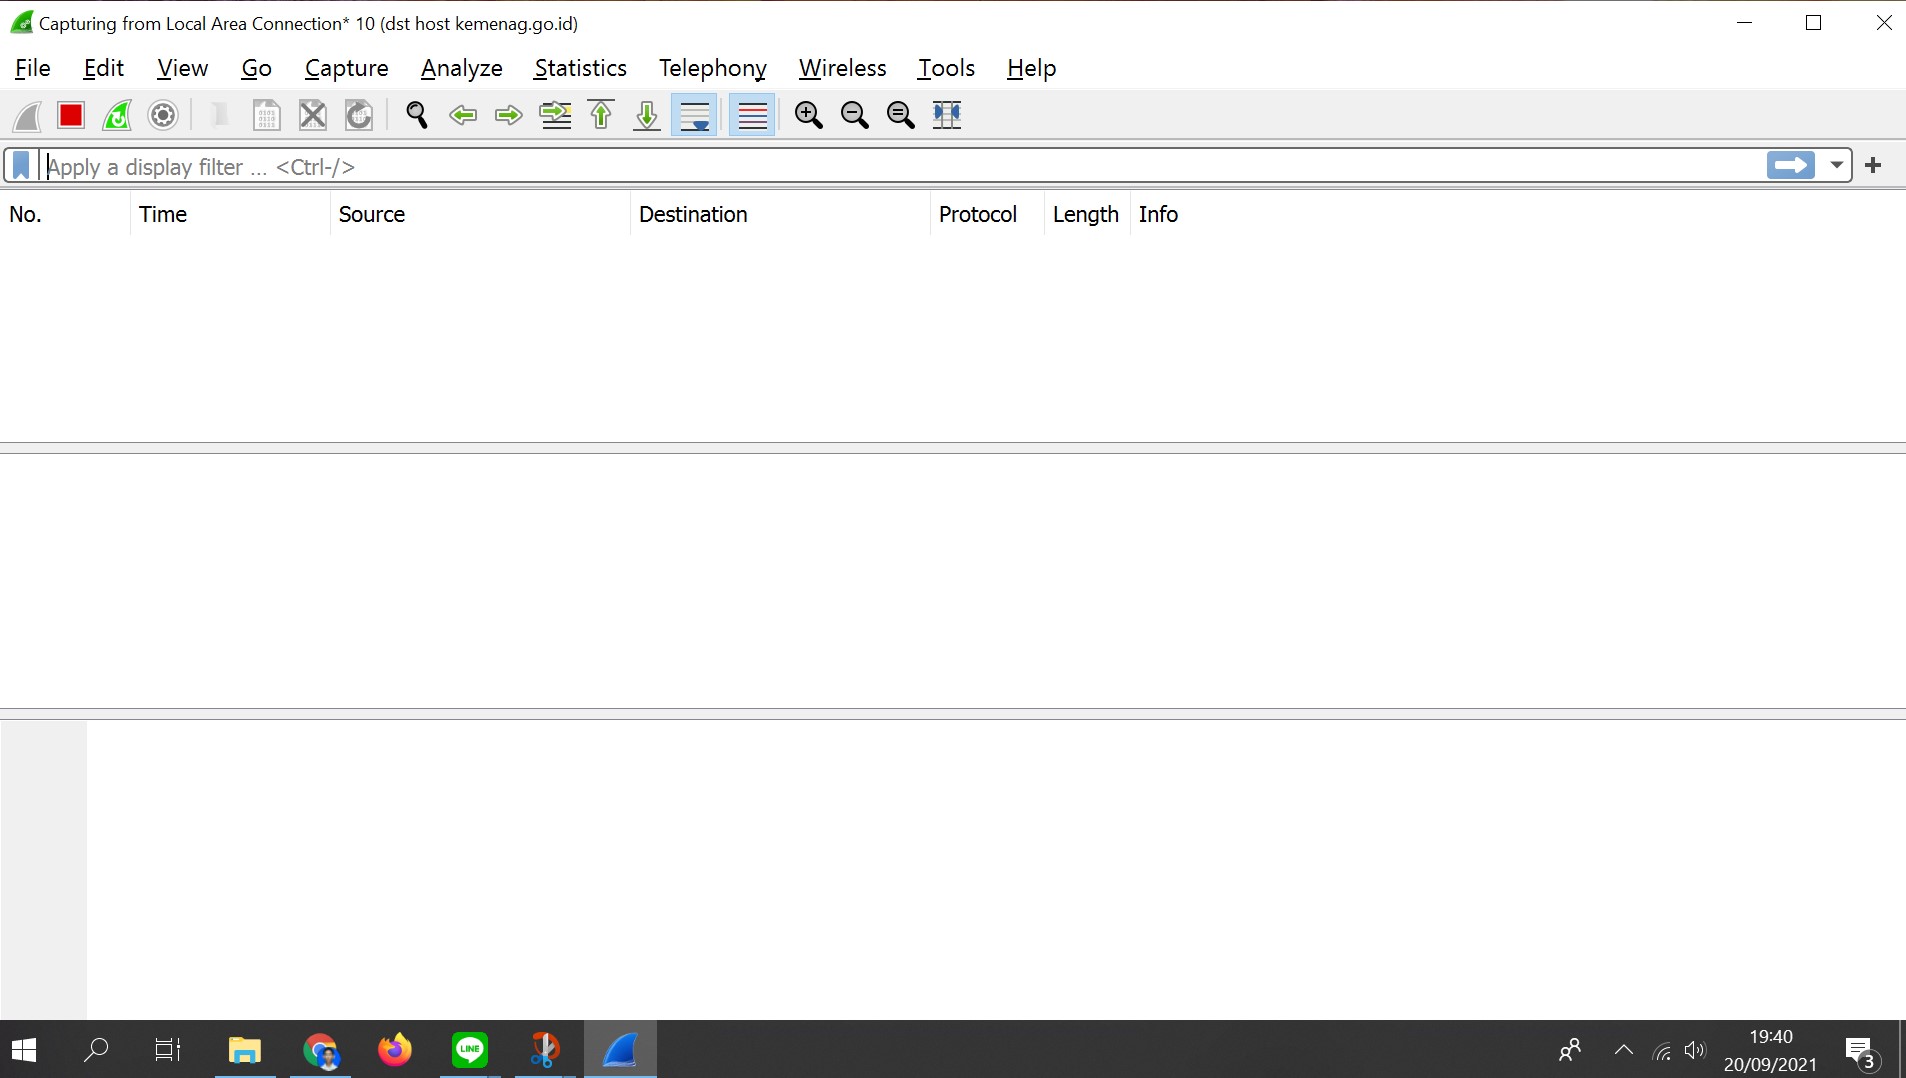 Capturing from Local Area Connection* 10 (dst host kemenag.go.id)
File Edit View Go Capture Analyze Statistics Telephony Wireless Tools Help
Apply a display filter ... <Ctrl-/>
No. Time Source Destination Protocol Length Info
LINE
19:40
20/09/2021
3